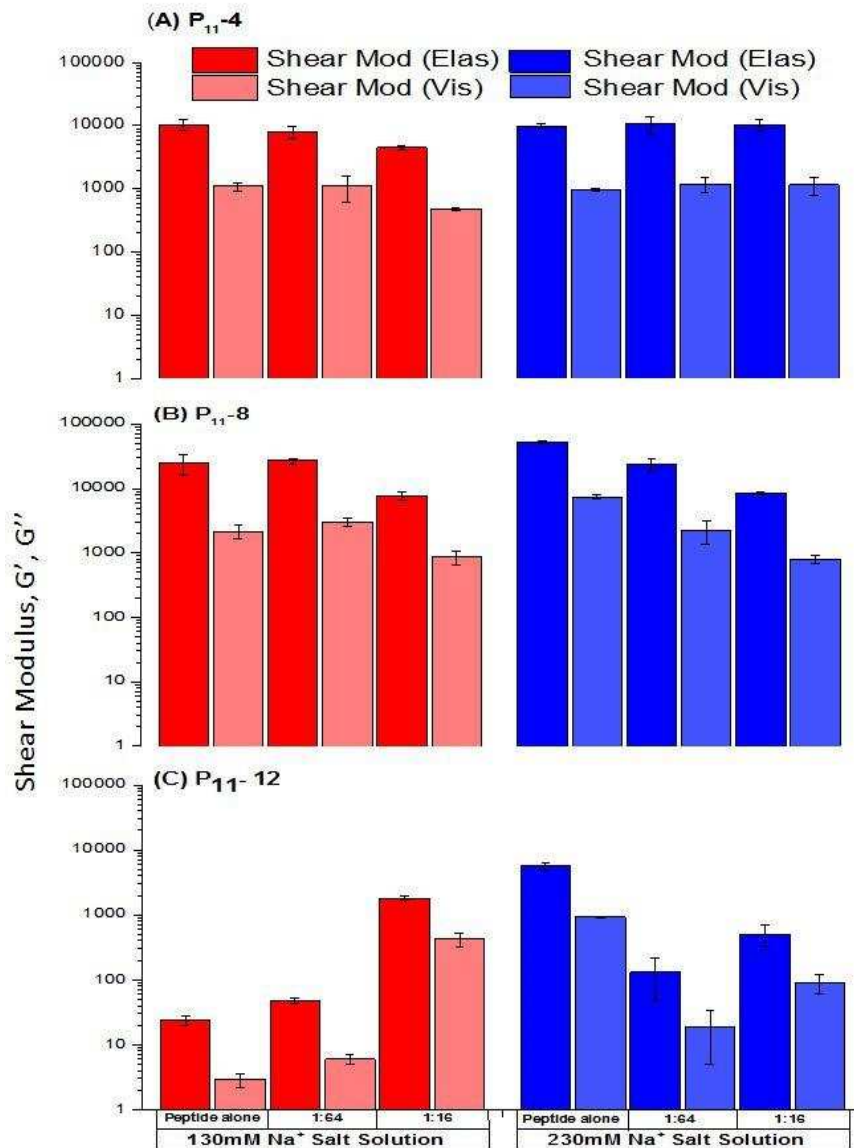 (A) P₁₁-4
Shear Mod (Elas) Shear Mod (Elas)
Shear Mod (Vis) Shear Mod (Vis)
100000
10000
1000
100
10
1
(B) P₁₁-8
100000
10000
1000
100
10
1
Shear Modulus, G’, G’’
(C) P₁₁- 12
100000
10000
1000
100
10
1
Peptide alone 1:64 1:16 Peptide alone 1:64 1:16
130mM Na⁺ Salt Solution 230mM Na⁺ Salt Solution